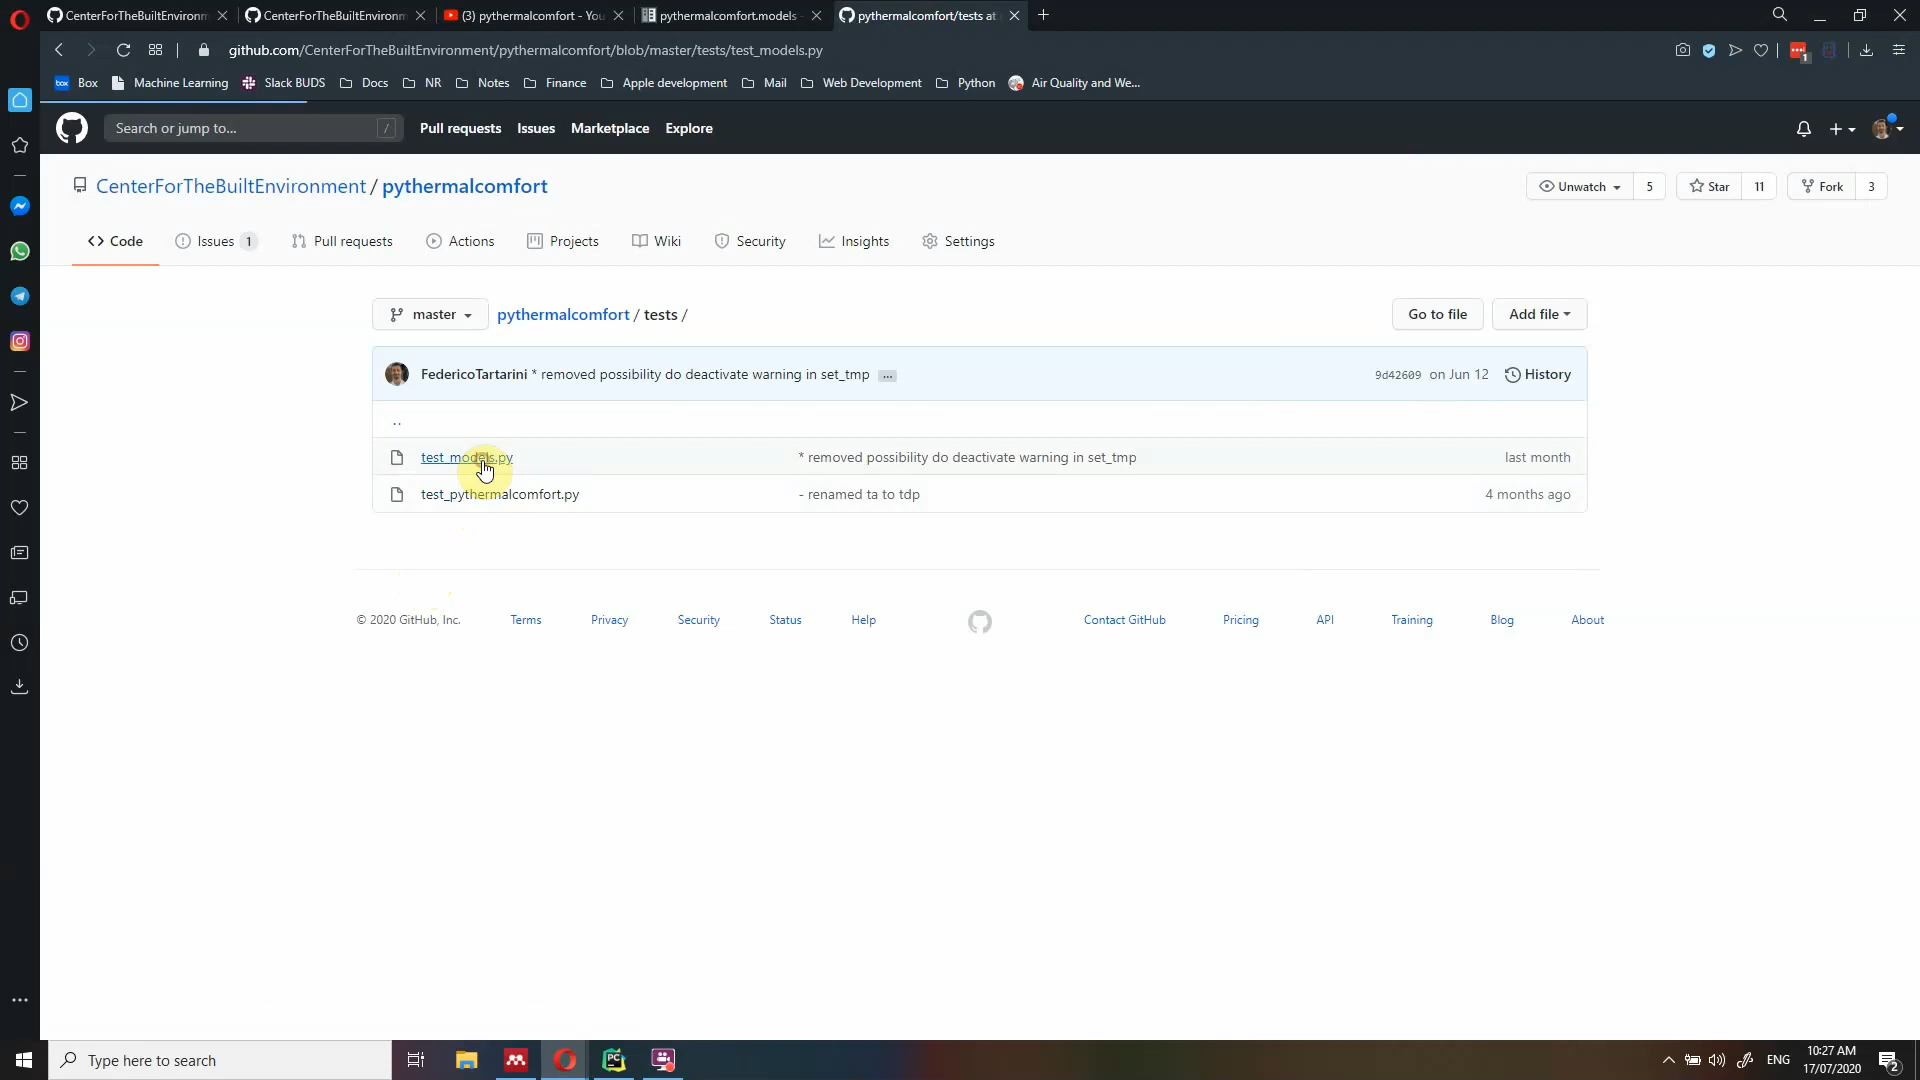 CenterForTheBuiltEnvironm
CenterForTheBuiltEnvironm
(3) pythermalcomfort - You
pythermalcomfort.models -
pythermalcomfort/tests at
github.com/CenterForTheBuiltEnvironment/pythermalcomfort/blob/master/tests/test_models.py
1
box Box
Machine Learning
Slack BUDS
Docs
NR
Notes
Finance
Apple development
Mail
Web Development
Python
Air Quality and We...
Search or jump to...
/
Pull requests
Issues
Marketplace
Explore
CenterForTheBuiltEnvironment / pythermalcomfort
Unwatch
5
Star
11
Fork
3
Code
Issues 1
Pull requests
Actions
Projects
Wiki
Security
Insights
Settings
master
pythermalcomfort / tests /
Go to file
Add file
FedericoTartarini * removed possibility do deactivate warning in set_tmp ...
9d42609 on Jun 12
History
..
test_models.py
* removed possibility do deactivate warning in set_tmp
last month
test_pythermalcomfort.py
- renamed ta to tdp
4 months ago
© 2020 GitHub, Inc.
Terms
Privacy
Security
Status
Help
Contact GitHub
Pricing
API
Training
Blog
About
Type here to search
PC
ENG
10:27 AM
17/07/2020
2